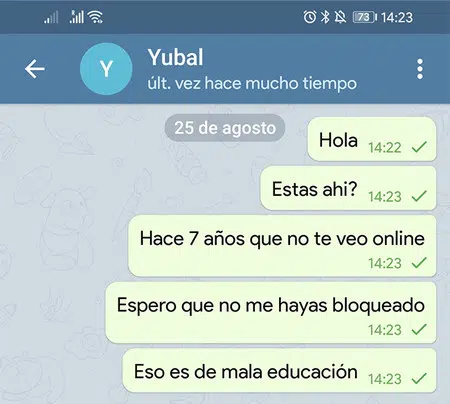 73 14:23
Y
Yubal
últ. vez hace mucho tiempo
25 de agosto
Hola 14:22
Estas ahi? 14:23
Hace 7 años que no te veo online
14:23
Espero que no me hayas bloqueado
14:23
Eso es de mala educación 14:23